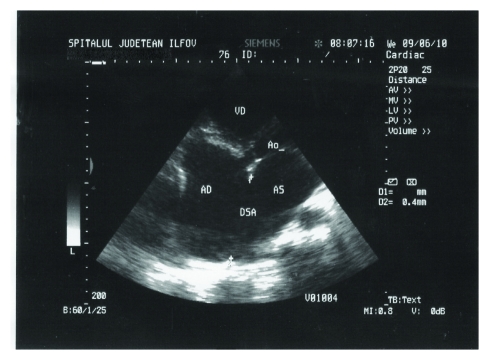 SPITALUL JUDETEAN ILFOV SIEMENS 08:07:16 We 09/06/10
76 ID: / Cardiac
2P20 25
Distance
AV >>
MV >>
LV >>
PV >>
Volume >>
VD
Ao
AD AS
DSA
D1= mm
D2= 0.4mm
L
200
V01004
TB:Text
B:60/1/25 MI:0.8 V: 0dB